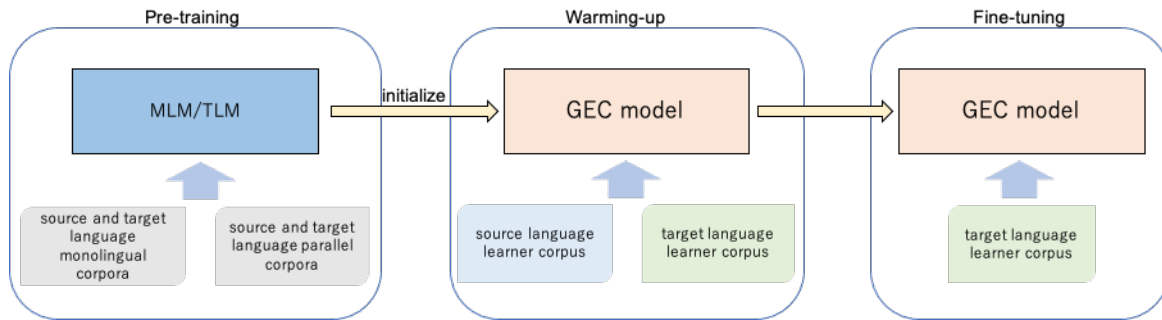 Pre-training
Warming-up
Fine-tuning
MLM/TLM
initialize
GEC model
GEC model
source and target
language
monolingual
corpora
source and target
language parallel
corpora
source language
learner corpus
target language
learner corpus
target language
learner corpus